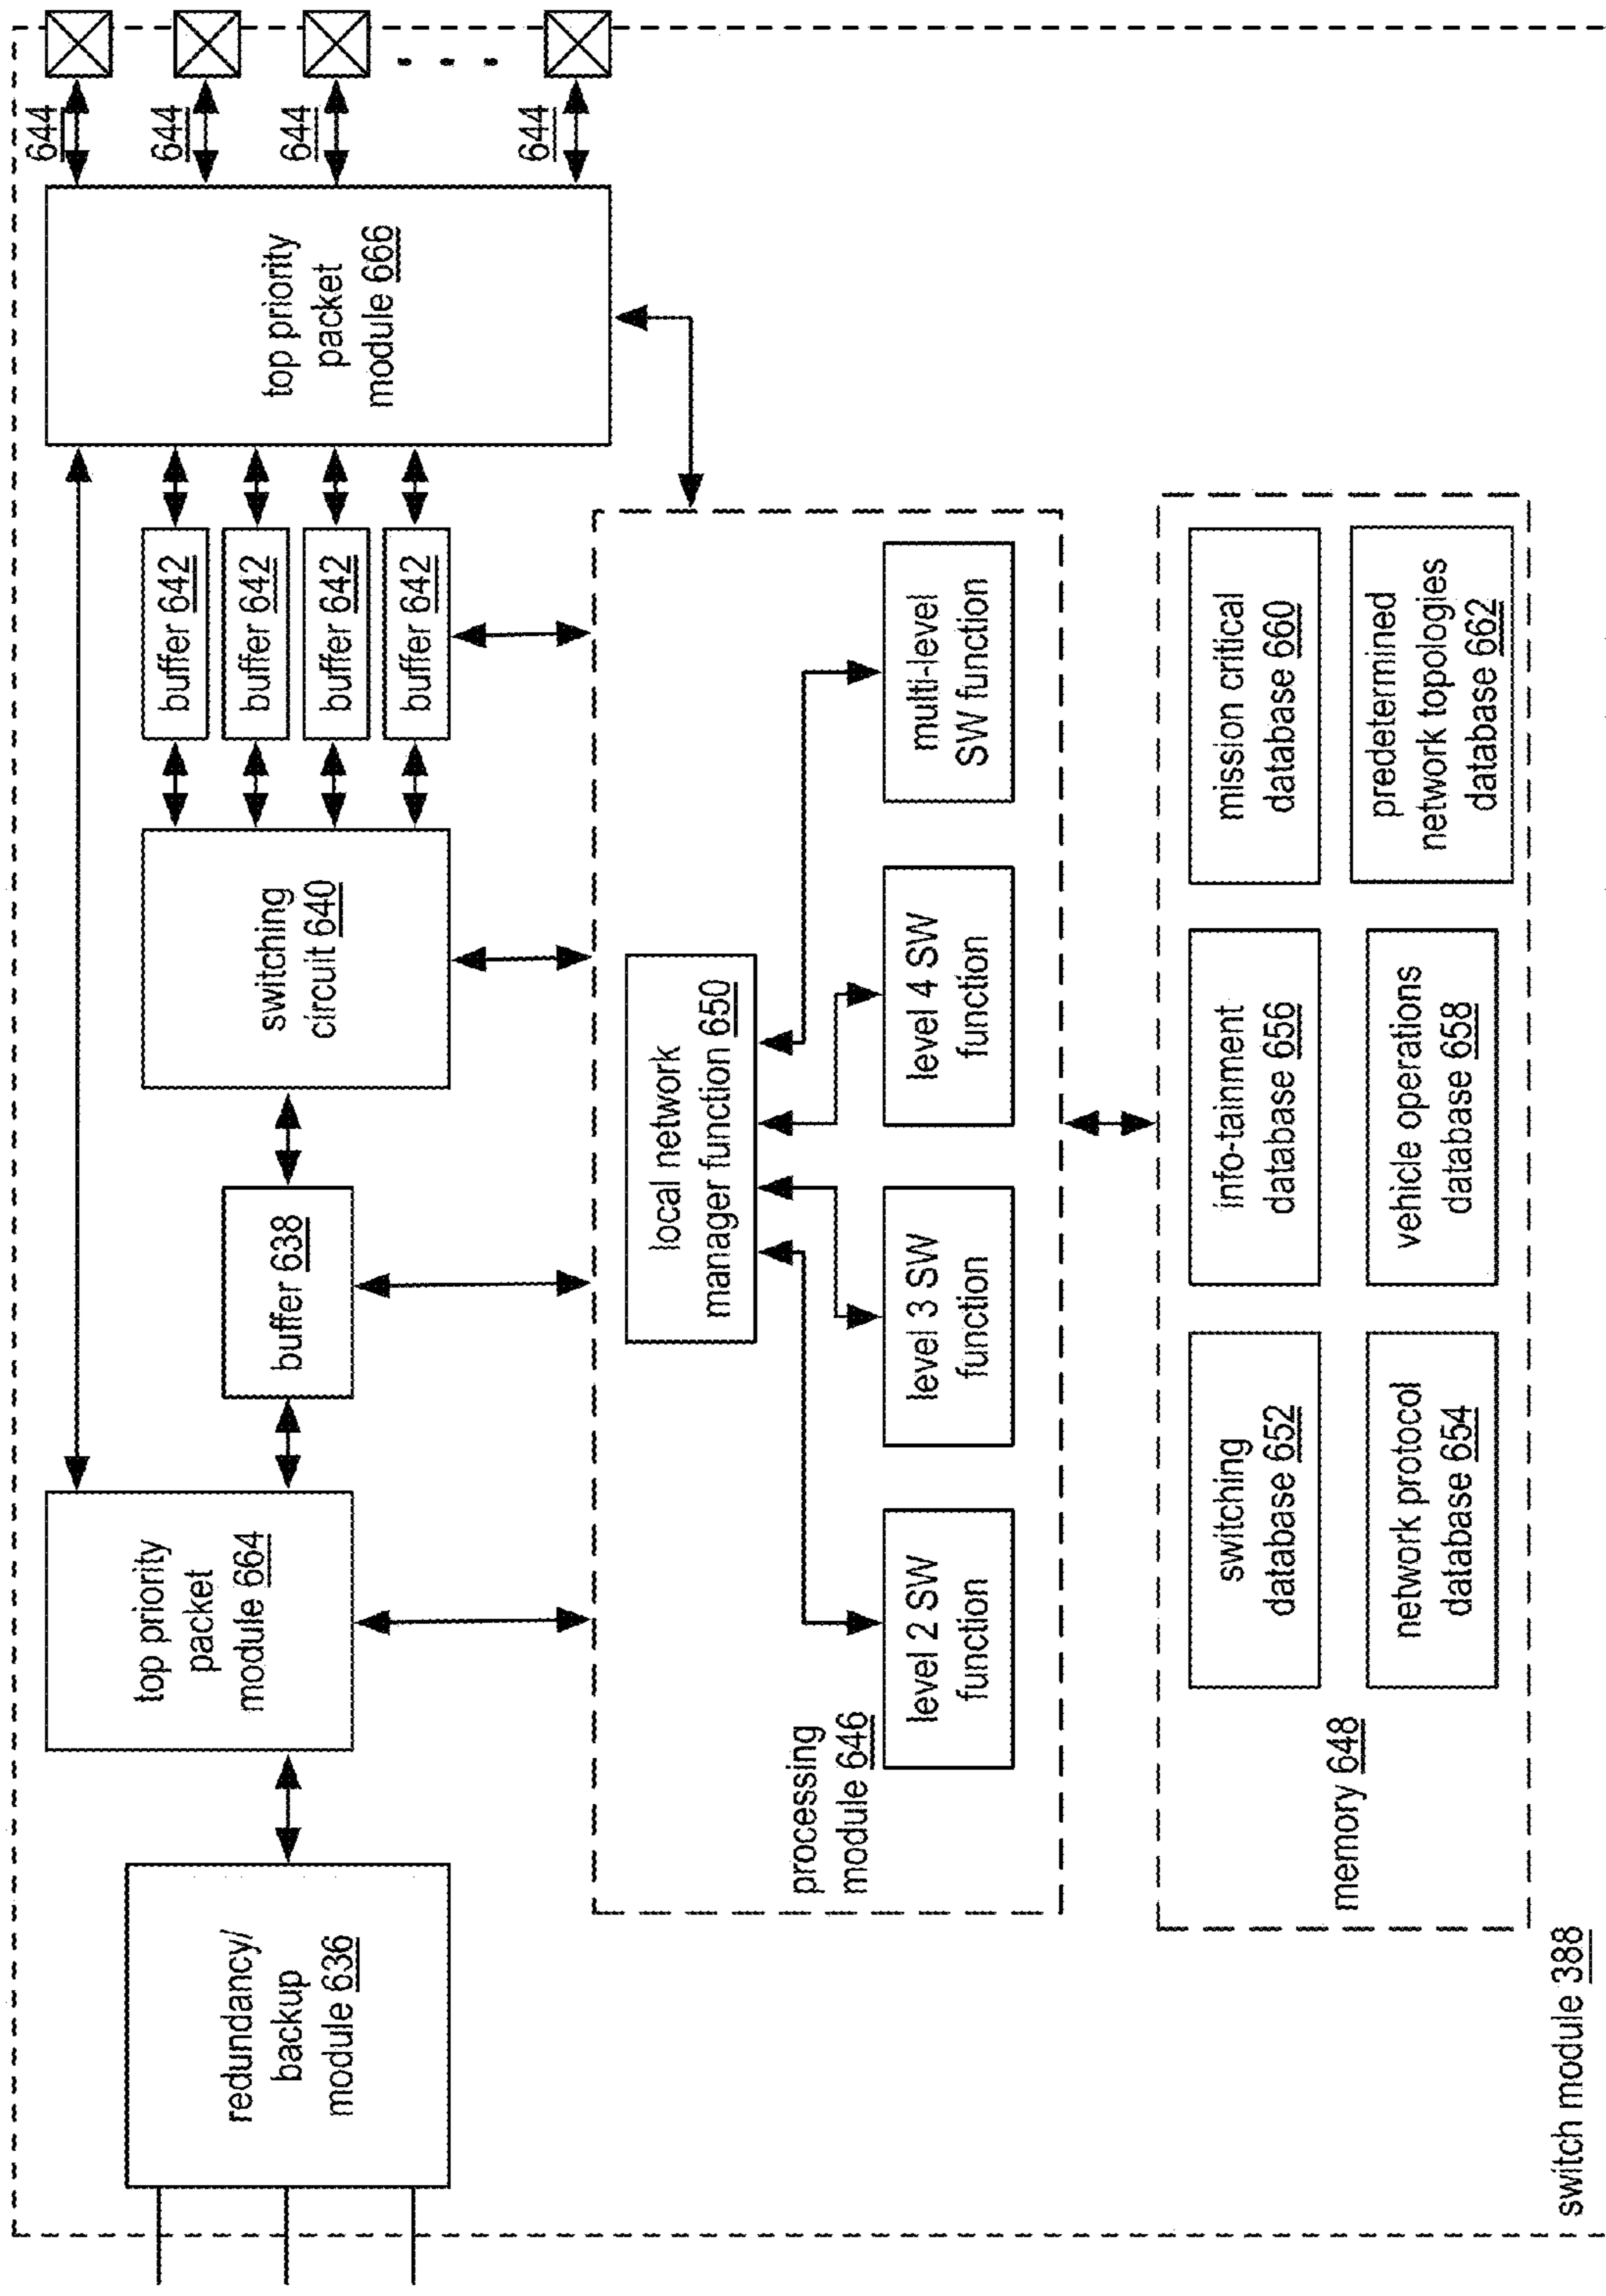 redundancy/
backup
module 636
top priority
packet
module 664
buffer 638
switching
circuit 640
buffer 642
buffer 642
buffer 642
buffer 642
top priority
packet
module 666
644
644
644
644
processing
module 646
local network
manager function 650
level 2 SW
function
level 3 SW
function
level 4 SW
function
multi-level
SW function
memory 648
switching
database 652
info-tainment
database 656
mission critical
database 660
network protocol
database 654
vehicle operations
database 658
predetermined
network topologies
database 662
switch module 388